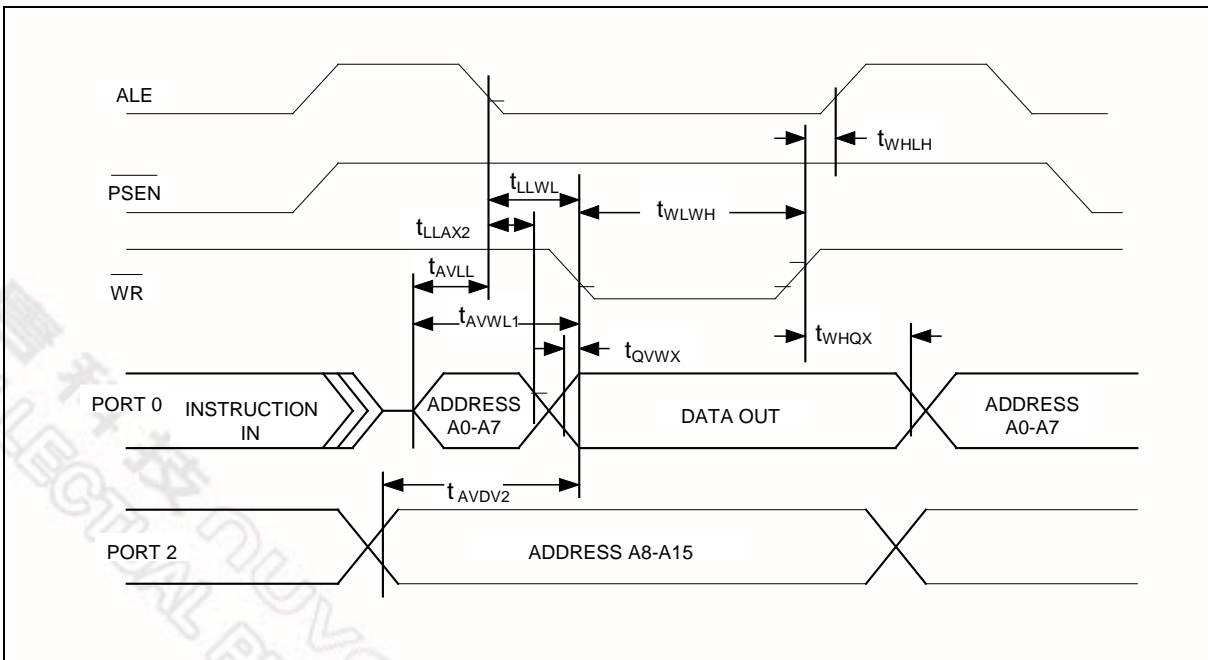 ALE
tWHLH
PSEN
tLLWL
tWLWH
tLLAX2
WR
tAVLL
tAVWL1
tWHQX
tQVWX
PORT 0
INSTRUCTION
IN
ADDRESS
A0-A7
DATA OUT
ADDRESS
A0-A7
tAVDV2
PORT 2
ADDRESS A8-A15